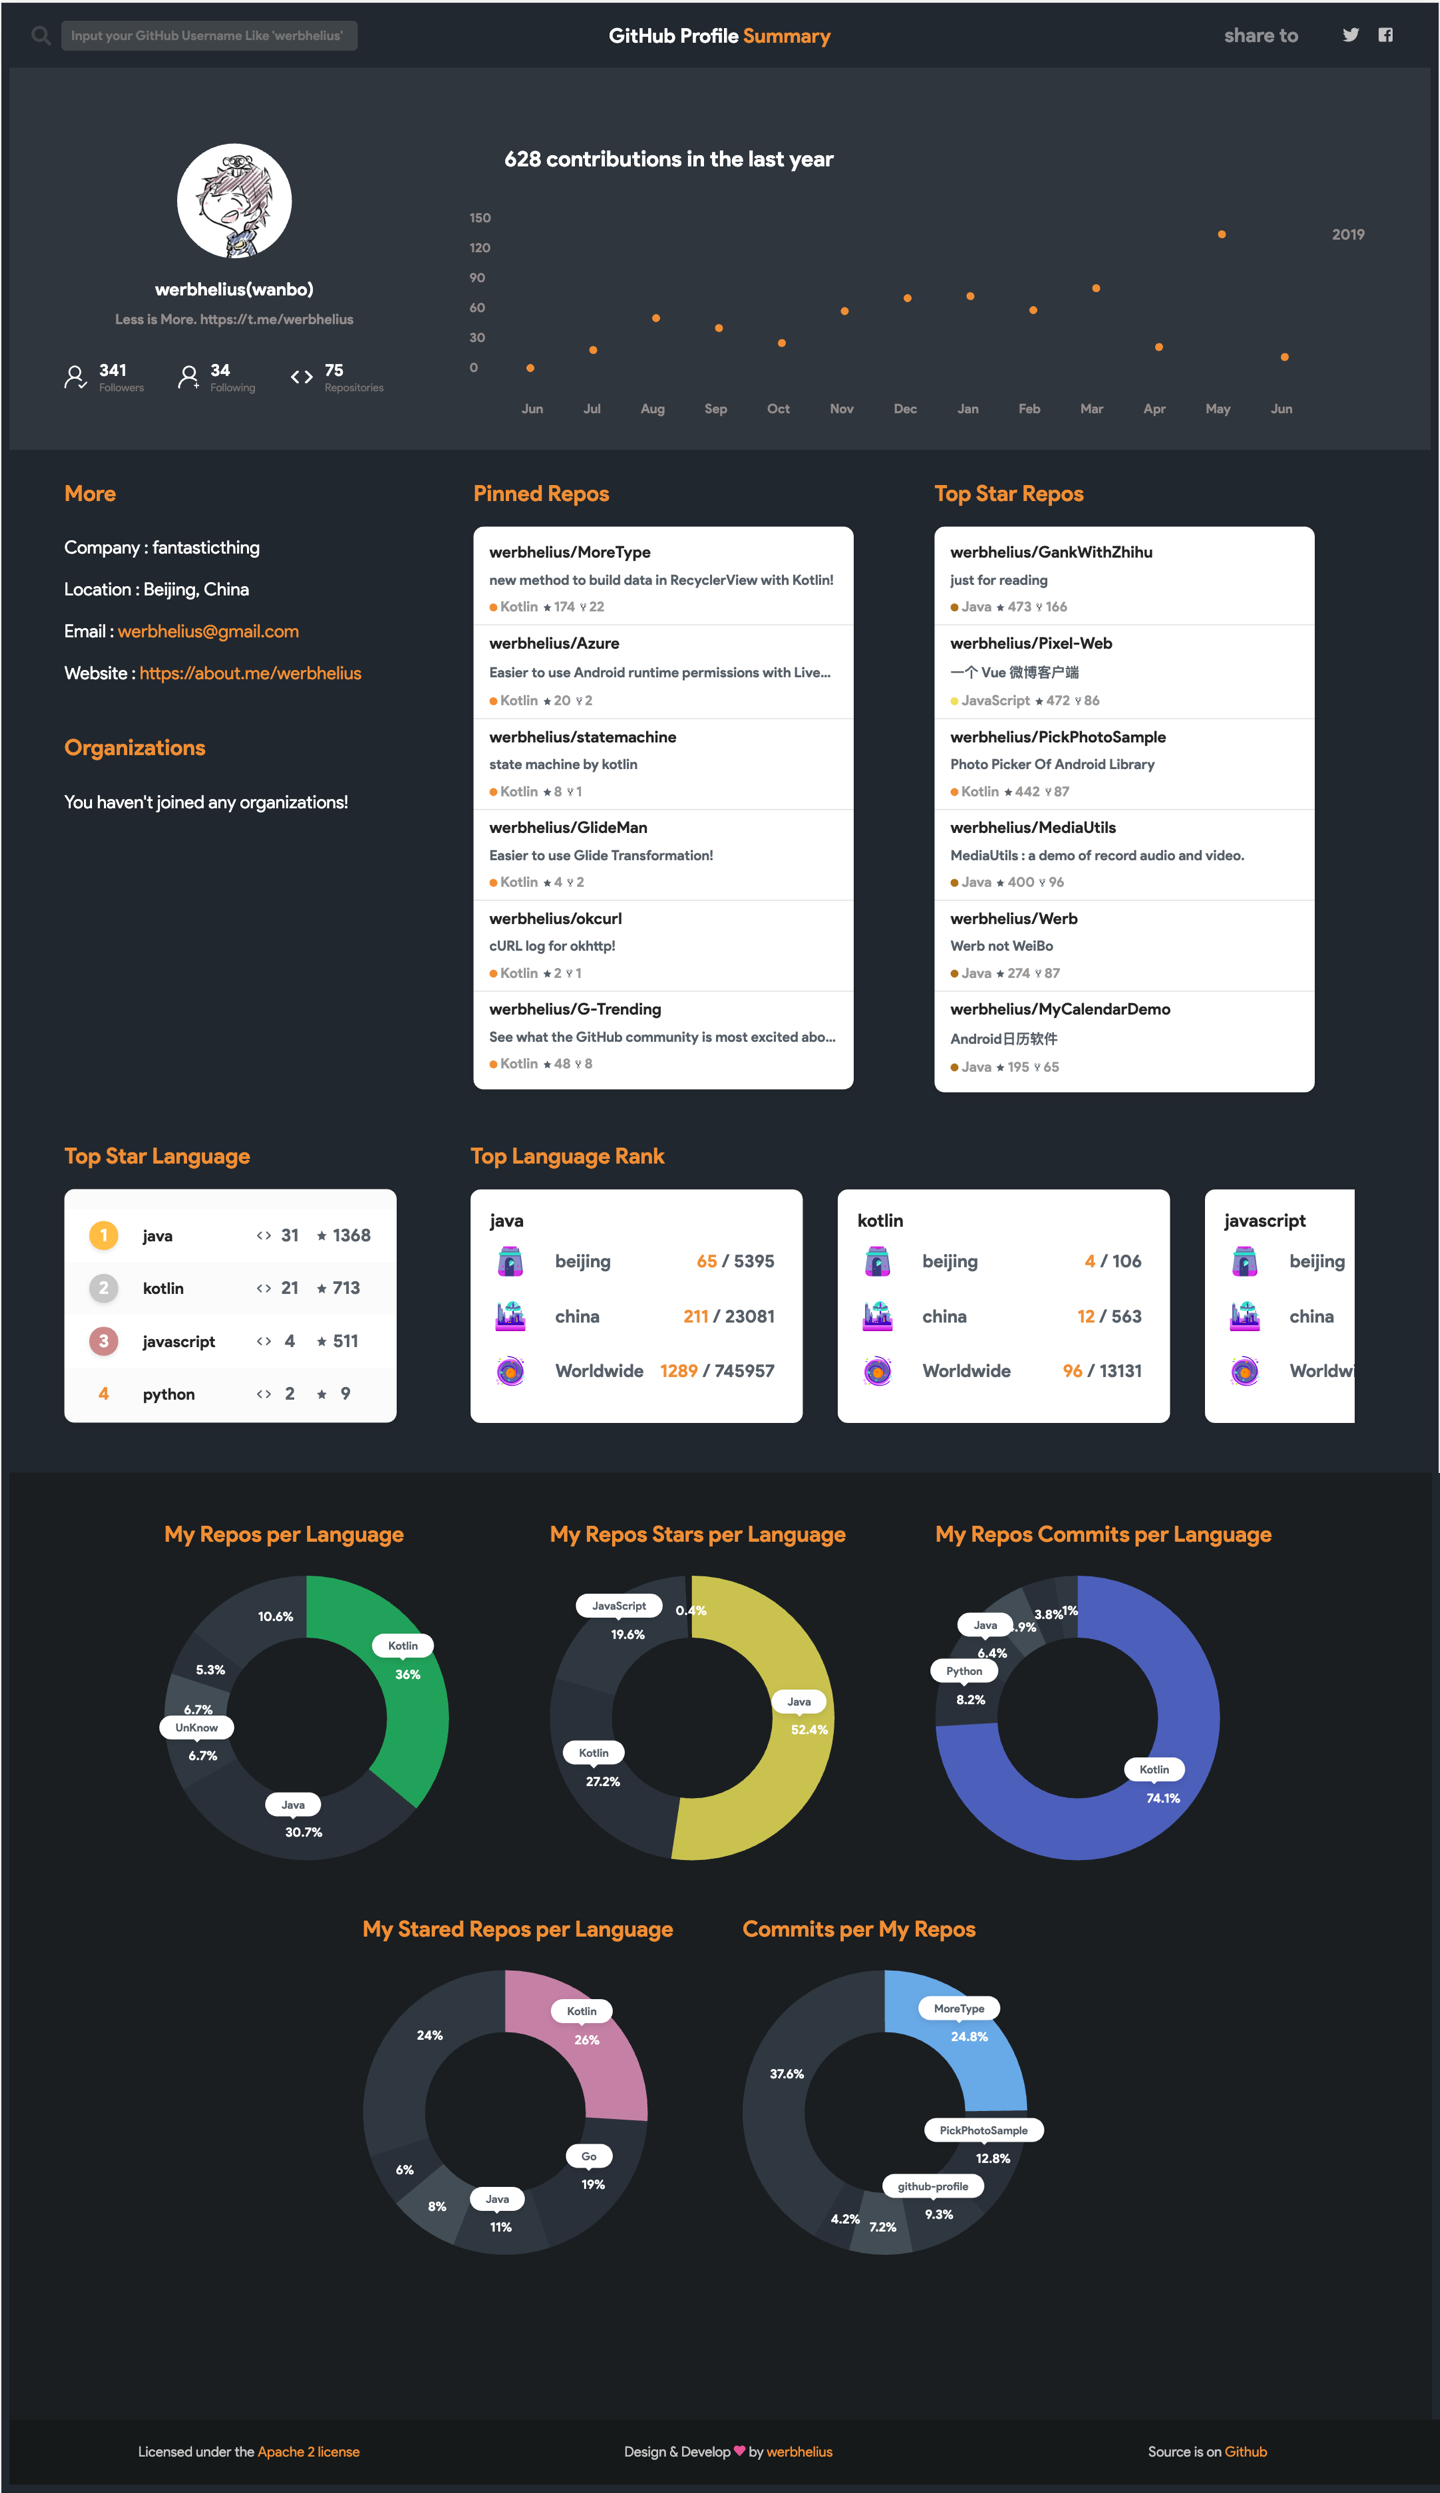 Input your GitHub Username Like 'werbhelius'
GitHub Profile Summary
share to
werbhelius(wanbo)
Less is More. https://t.me/werbhelius
341
Followers
34
Following
75
Repositories
628 contributions in the last year
150
120
90
60
30
0
2019
Jun Jul Aug Sep Oct Nov Dec Jan Feb Mar Apr May Jun
More
Company : fantasticthing
Location : Beijing, China
Email : werbhelius@gmail.com
Website : https://about.me/werbhelius
Organizations
You haven't joined any organizations!
Pinned Repos
werbhelius/MoreType
new method to build data in RecyclerView with Kotlin!
Kotlin 174 22
werbhelius/Azure
Easier to use Android runtime permissions with Live...
Kotlin 20 2
werbhelius/statemachine
state machine by kotlin
Kotlin 8 1
werbhelius/GlideMan
Easier to use Glide Transformation!
Kotlin 4 2
werbhelius/okcurl
cURL log for okhttp!
Kotlin 2 1
werbhelius/G-Trending
See what the GitHub community is most excited abo...
Kotlin 48 8
Top Star Repos
werbhelius/GankWithZhihu
just for reading
Java 473 166
werbhelius/Pixel-Web
一个 Vue 微博客户端
JavaScript 472 86
werbhelius/PickPhotoSample
Photo Picker Of Android Library
Kotlin 442 87
werbhelius/MediaUtils
MediaUtils : a demo of record audio and video.
Java 400 96
werbhelius/Werb
Werb not WeiBo
Java 274 87
werbhelius/MyCalendarDemo
Android日历软件
Java 195 65
Top Star Language
1 java 31 1368
2 kotlin 21 713
3 javascript 4 511
4 python 2 9
Top Language Rank
java
beijing 65 / 5395
china 211 / 23081
Worldwide 1289 / 745957
kotlin
beijing 4 / 106
china 12 / 563
Worldwide 96 / 13131
javascript
beijing
china
My Repos per Language
10.6%
Kotlin
36%
5.3%
6.7%
UnKnow
6.7%
Java
30.7%
My Repos Stars per Language
JavaScript
19.6%
0.4%
Java
52.4%
Kotlin
27.2%
My Repos Commits per Language
3.8%
Java
6.4%
Python
8.2%
Kotlin
74.1%
My Stared Repos per Language
Kotlin
26%
24%
Go
19%
6%
8%
Java
11%
Commits per My Repos
MoreType
24.8%
37.6%
PickPhotoSample
12.8%
github-profile
9.3%
4.2%
7.2%
Licensed under the Apache 2 license
Design & Develop by werbhelius
Source is on Github